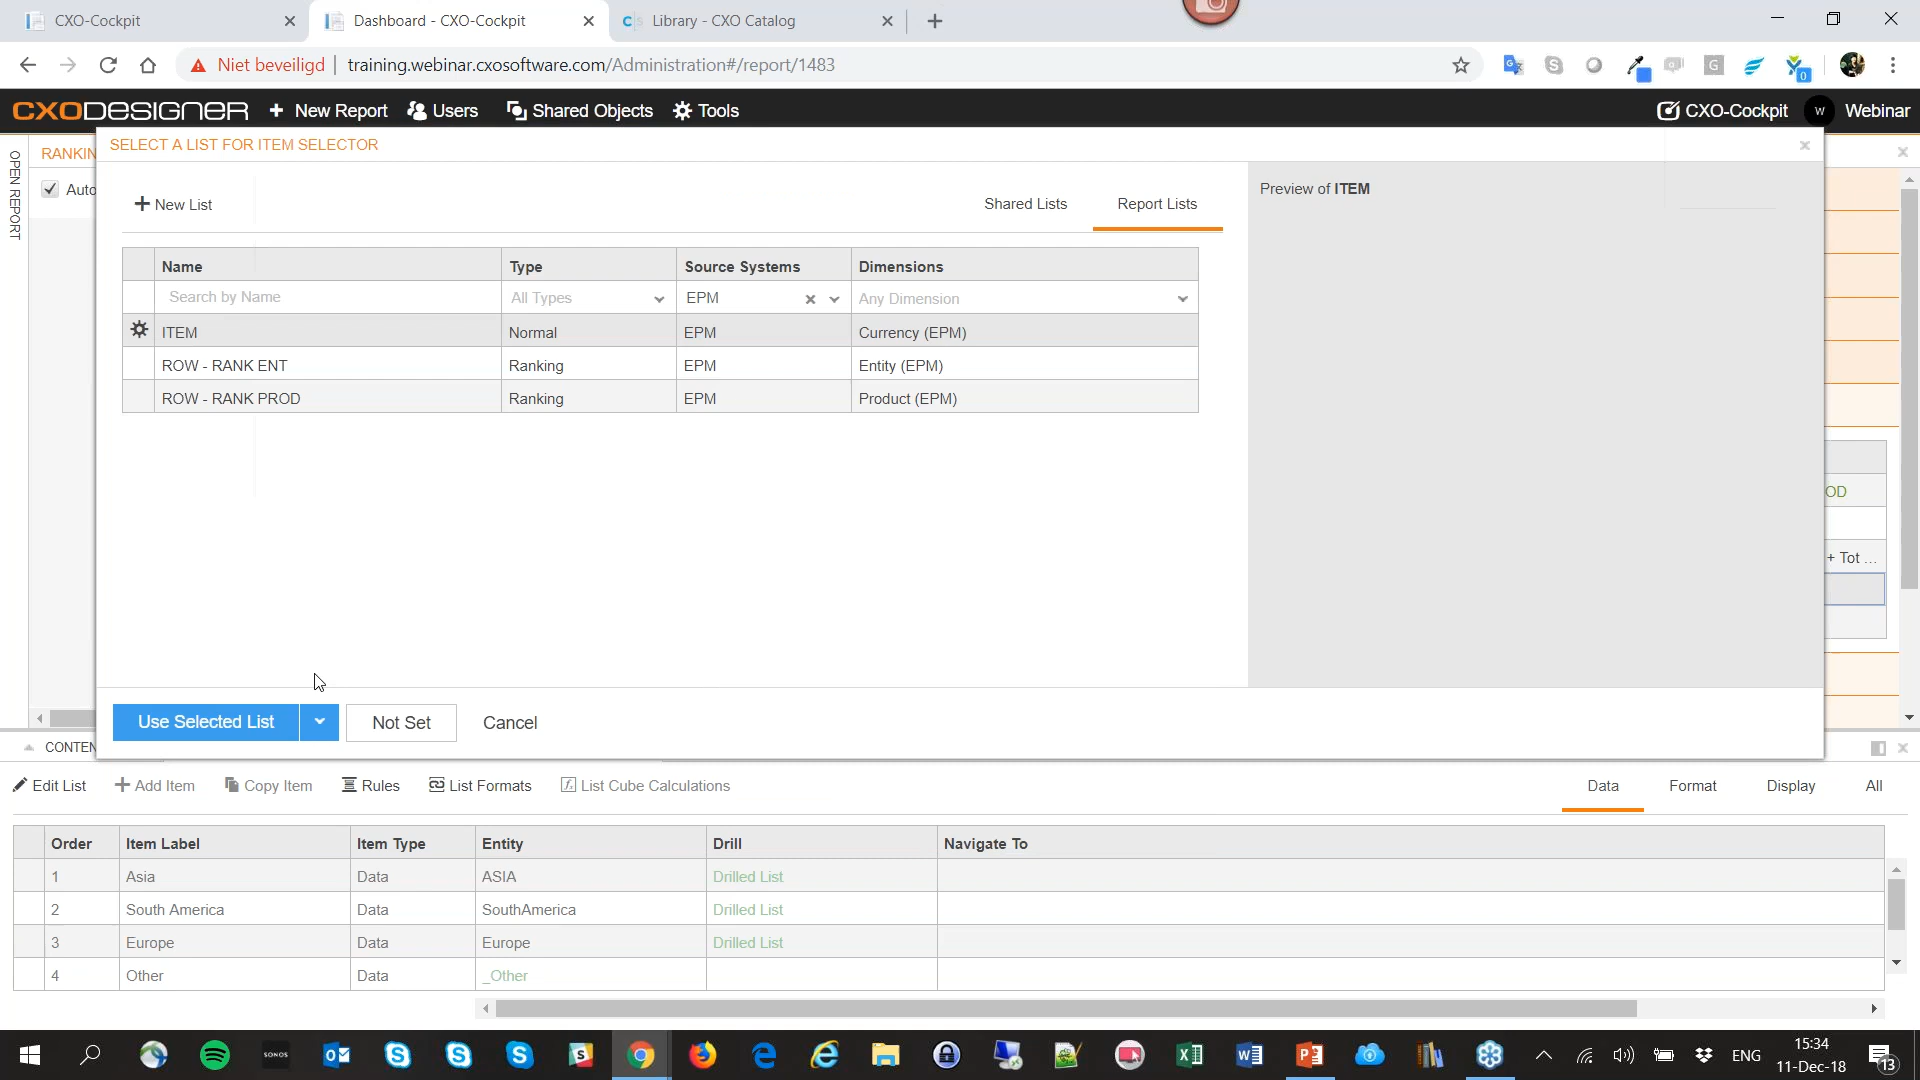 CXO-Cockpit
Dashboard - CXO-Cockpit
Library - CXO Catalog
Niet beveiligd
training.webinar.cxosoftware.com/Administration#/report/1483
CXODESIGNER
New Report
Users
Shared Objects
Tools
CXO-Cockpit
W
Webinar
OPEN REPORT
RANKIN
SELECT A LIST FOR ITEM SELECTOR
Auto
New List
Shared Lists
Report Lists
Preview of ITEM
Name
Type
Source Systems
Dimensions
Search by Name
All Types
EPM
Any Dimension
ITEM
Normal
EPM
Currency (EPM)
ROW - RANK ENT
Ranking
EPM
Entity (EPM)
ROW - RANK PROD
Ranking
EPM
Product (EPM)
OD
+ Tot ...
Use Selected List
Not Set
Cancel
CONTEN
Edit List
Add Item
Copy Item
Rules
List Formats
List Cube Calculations
Data
Format
Display
All
Order
Item Label
Item Type
Entity
Drill
Navigate To
1
Asia
Data
ASIA
Drilled List
2
South America
Data
SouthAmerica
Drilled List
3
Europe
Data
Europe
Drilled List
4
Other
Data
_Other
SONOS
ENG
15:34
11-Dec-18
13